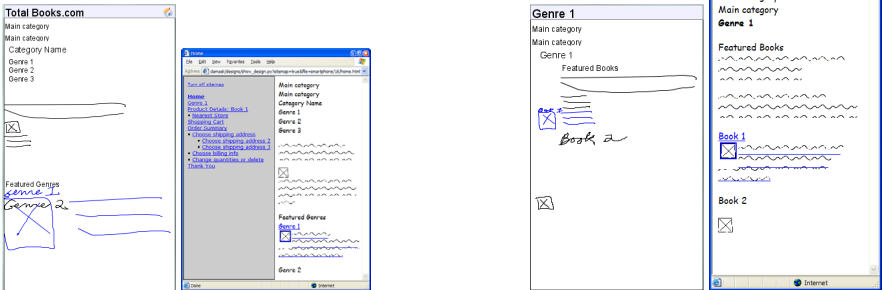 Total Books.com
Main category
Main category
Category Name
Genre 1
Genre 2
Genre 3
Featured Genres
Genre 1
Genre 2
Home
File Edit View Favorites Tools Help
Turn off sitemap
Home
Genre 1
Product Details: Book 1
• Nearest Store
Shopping Cart
Order Summary
• Choose shipping address
• Choose shipping address 2
• Choose shipping address 3
• Choose billing info
• Change quantities or delete
Thank You
Main category
Main category
Category Name
Genre 1
Genre 2
Genre 3
Featured Genres
Genre 1
Genre 2
Done
Internet
Genre 1
Main category
Main category
Genre 1
Featured Books
Book 1
Book 2
Main category
Genre 1
Featured Books
Book 1
Book 2
Internet